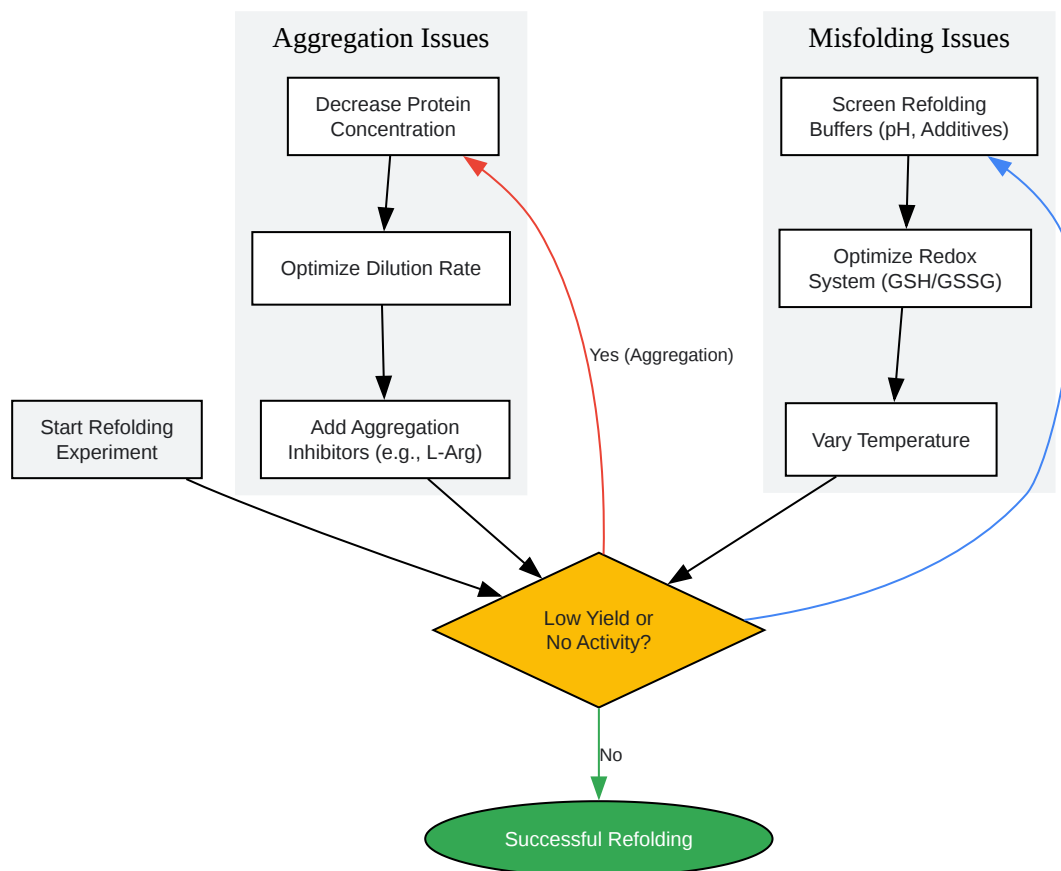 Aggregation Issues
Decrease Protein
Concentration
Optimize Dilution Rate
Add Aggregation
Inhibitors (e.g., L-Arg)
Misfolding Issues
Screen Refolding
Buffers (pH, Additives)
Optimize Redox
System (GSH/GSSG)
Vary Temperature
Start Refolding
Experiment
Yes (Aggregation)
Low Yield or
No Activity?
No
Successful Refolding